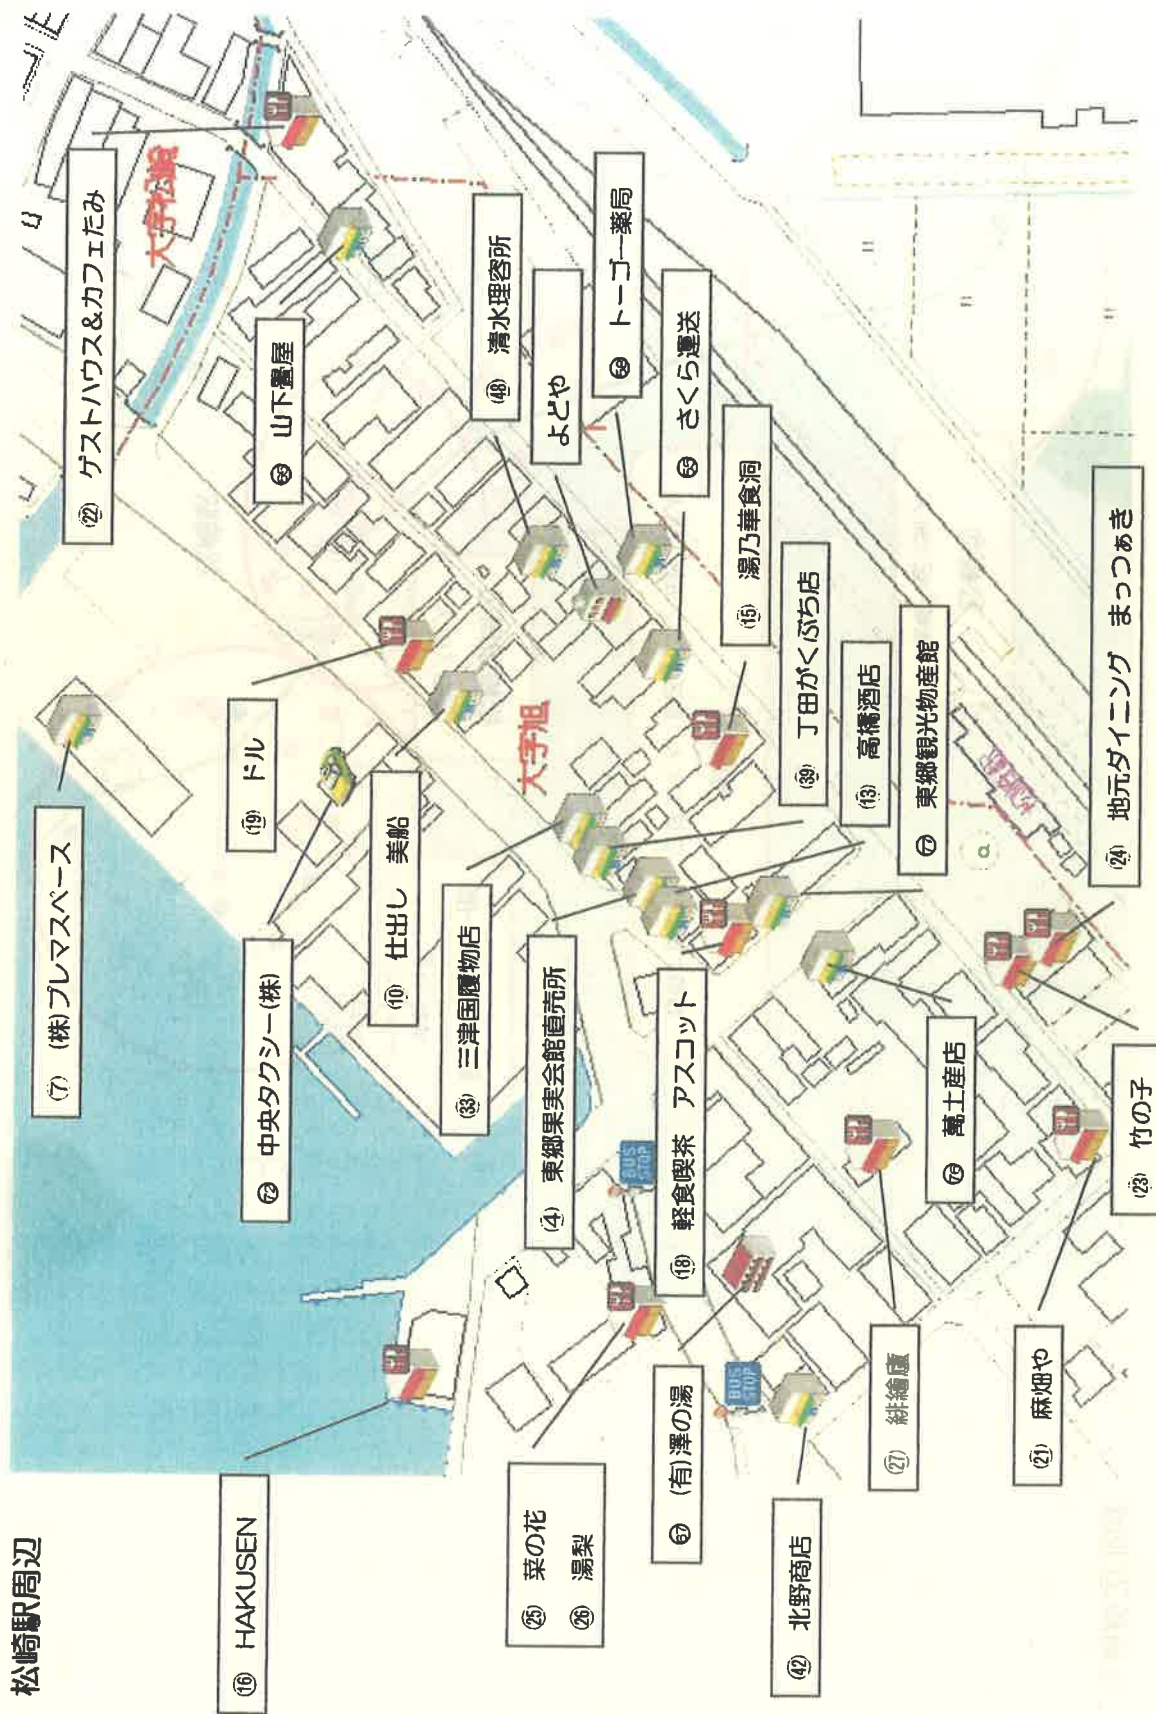 松崎駅周辺
⑯ HAKUSEN
⑦ (株)プレマスペース
㉒ ゲストハウス&カフェたみ
大字松崎
㊷ 北野商店
㉕ 菜の花
㉖ 湯梨
㊿ 山下畳屋
⑲ ドル
中央タクシー(株)
⑩ 仕出し 美船
㉝ 三津国履物店
④ 東郷果実会館直売所
⑱ 軽食喫茶 アスコット
(有)澤の湯
BUS STOP
BUS STOP
大字旭
㊽ 清水理容所
よどや
トーゴー薬局
さくら運送
⑮ 湯乃華食洞
㊴ 丁田がくぶち店
⑬ 高橋酒店
東郷観光物産館
㉔ 地元ダイニング まっつぁき
萬土産店
㉓ 竹の子
㉗ 緋繪廬
㉑ 麻畑や